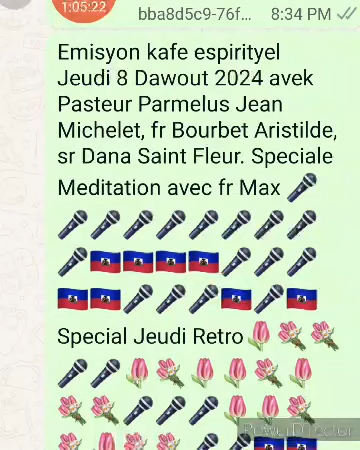 1:05:22
bba8d5c9-76f... 8:34 PM
Emisyon kafe espirityel
Jeudi 8 Dawout 2024 avek
Pasteur Parmelus Jean
Michelet, fr Bourbet Aristilde,
sr Dana Saint Fleur. Speciale
Meditation avec fr Max 🎤
🎤🎤🎤🎤🎤🎤🎤🎤
🎤🇭🇹🇭🇹🇭🇹🇭🇹🎤🎤
🇭🇹🇭🇹🎤🎤🎤🇭🇹🎤🇭🇹
Special Jeudi Retro🌷💐💐
🎤🎤🌷💐🌷💐🌷🌷
💐💐🎤🎤🎤🌷🌷💐
PowerDirector